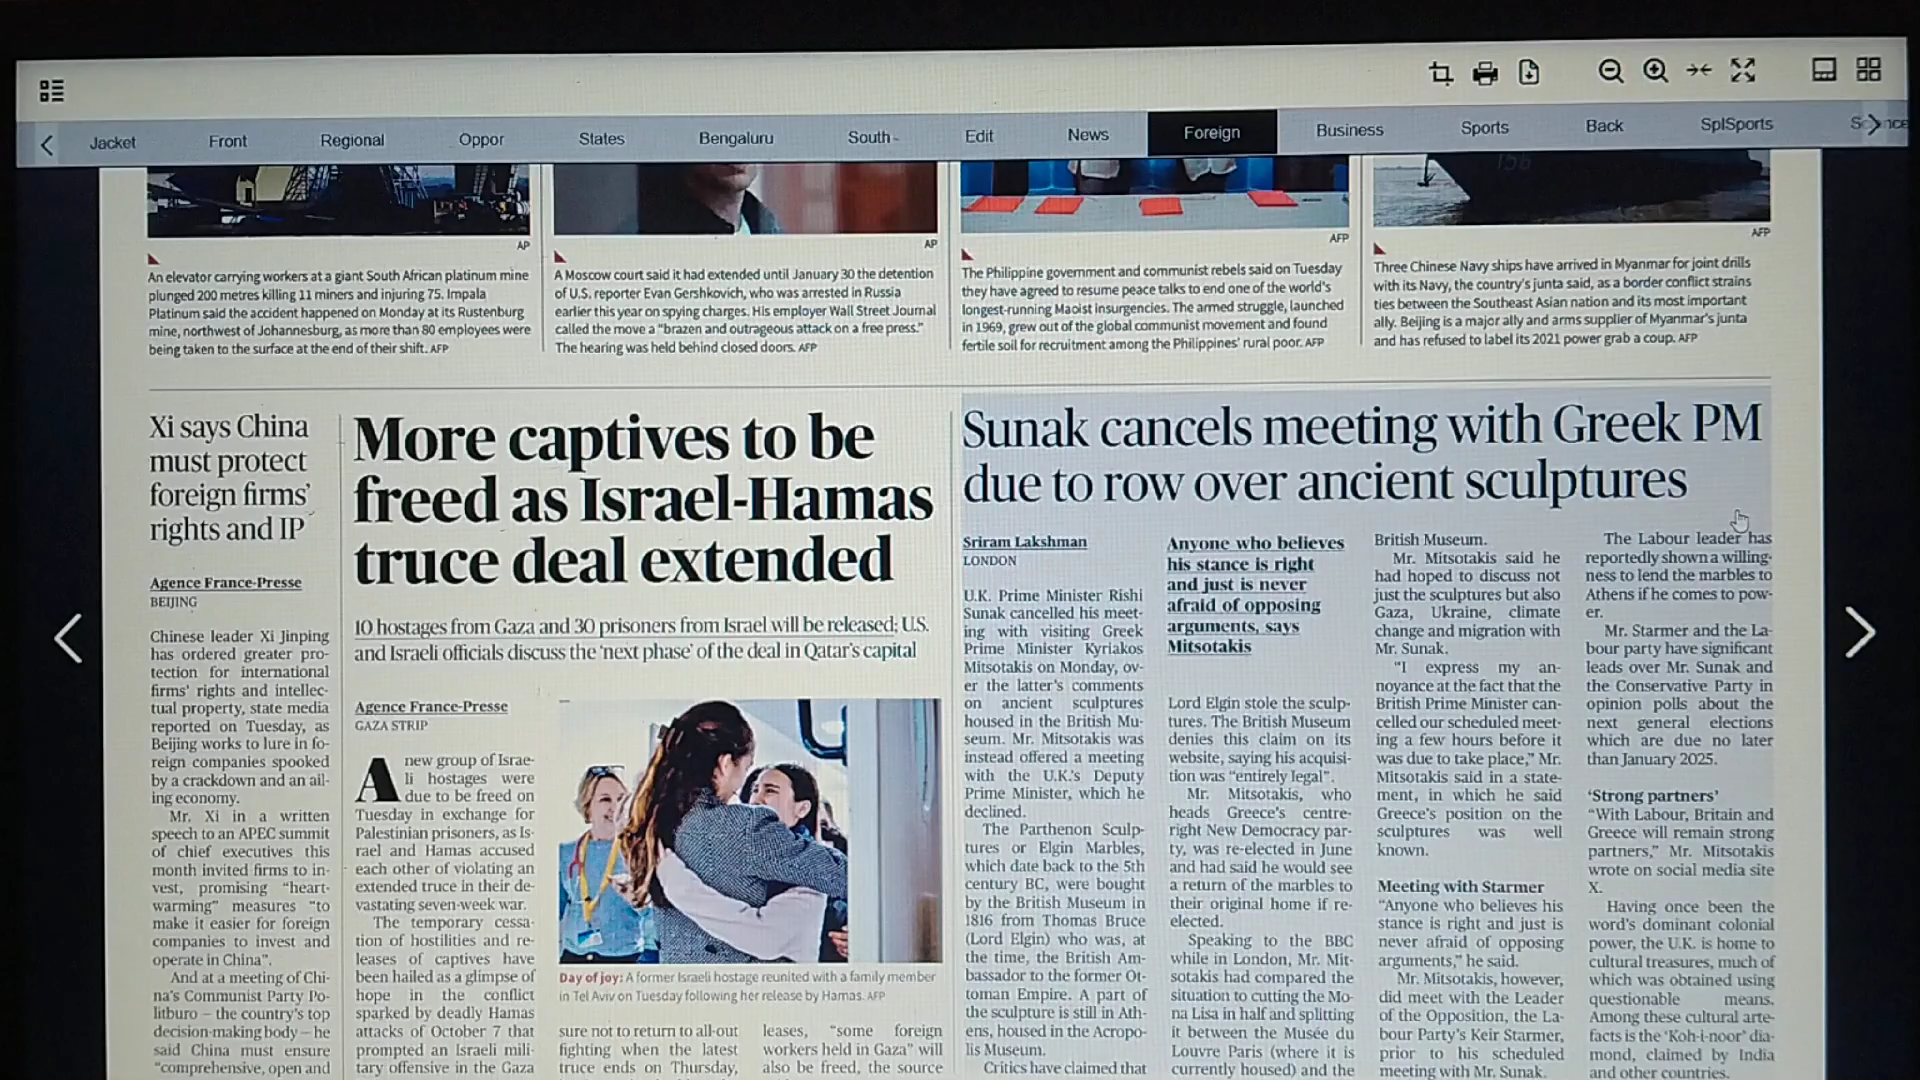 Jacket Front Regional Oppor States Bengaluru South- Edit News Foreign Business Sports Back SplSports
AP
An elevator carrying workers at a giant South African platinum mine
plunged 200 metres killing 11 miners and injuring 75. Impala
Platinum said the accident happened on Monday at its Rustenburg
mine, northwest of Johannesburg, as more than 80 employees were
being taken to the surface at the end of their shift. AFP
AP
A Moscow court said it had extended until January 30 the detention
of U.S. reporter Evan Gershkovich, who was arrested in Russia
earlier this year on spying charges. His employer Wall Street Journal
called the move a “brazen and outrageous attack on a free press.”
The hearing was held behind closed doors. AFP
AFP
The Philippine government and communist rebels said on Tuesday
they have agreed to resume peace talks to end one of the world's
longest-running Maoist insurgencies. The armed struggle, launched
in 1969, grew out of the global communist movement and found
fertile soil for recruitment among the Philippines' rural poor. AFP
156
AFP
Three Chinese Navy ships have arrived in Myanmar for joint drills
with its Navy, the country's junta said, as a border conflict strains
ties between the Southeast Asian nation and its most important
ally. Beijing is a major ally and arms supplier of Myanmar's junta
and has refused to label its 2021 power grab a coup. AFP
Xi says China
must protect
foreign firms’
rights and IP
Agence France-Presse
BEIJING
Chinese leader Xi Jinping
has ordered greater pro-
tection for international
firms' rights and intellec-
tual property, state media
reported on Tuesday, as
Beijing works to lure in fo-
reign companies spooked
by a crackdown and an ail-
ing economy.
Mr. Xi in a written
speech to an APEC summit
of chief executives this
month invited firms to in-
vest, promising “heart-
warming” measures “to
make it easier for foreign
companies to invest and
operate in China”.
And at a meeting of Chi-
na's Communist Party Po-
litburo – the country's top
decision-making body – he
said China must ensure
“comprehensive, open and
More captives to be
freed as Israel-Hamas
truce deal extended
10 hostages from Gaza and 30 prisoners from Israel will be released; U.S.
and Israeli officials discuss the ‘next phase’ of the deal in Qatar's capital
Agence France-Presse
GAZA STRIP
A new group of Israe-
li hostages were
due to be freed on
Tuesday in exchange for
Palestinian prisoners, as Is-
rael and Hamas accused
each other of violating an
extended truce in their de-
vastating seven-week war.
The temporary cessa-
tion of hostilities and re-
leases of captives have
been hailed as a glimpse of
hope in the conflict
sparked by deadly Hamas
attacks of October 7 that
prompted an Israeli mili-
tary offensive in the Gaza
Day of joy: A former Israeli hostage reunited with a family member
in Tel Aviv on Tuesday following her release by Hamas. AFP
sure not to return to all-out
fighting when the latest
truce ends on Thursday,
leases, “some foreign
workers held in Gaza” will
also be freed, the source
Sunak cancels meeting with Greek PM
due to row over ancient sculptures
Sriram Lakshman
LONDON
U.K. Prime Minister Rishi
Sunak cancelled his meet-
ing with visiting Greek
Prime Minister Kyriakos
Mitsotakis on Monday, ov-
er the latter's comments
on ancient sculptures
housed in the British Mu-
seum. Mr. Mitsotakis was
instead offered a meeting
with the U.K.'s Deputy
Prime Minister, which he
declined.
The Parthenon Sculp-
tures or Elgin Marbles,
which date back to the 5th
century BC, were bought
by the British Museum in
1816 from Thomas Bruce
(Lord Elgin) who was, at
the time, the British Am-
bassador to the former Ot-
toman Empire. A part of
the sculpture is still in Ath-
ens, housed in the Acropo-
lis Museum.
Critics have claimed that
Anyone who believes
his stance is right
and just is never
afraid of opposing
arguments, says
Mitsotakis
Lord Elgin stole the sculp-
tures. The British Museum
denies this claim on its
website, saying his acquisi-
tion was “entirely legal”.
Mr. Mitsotakis, who
heads Greece's centre-
right New Democracy par-
ty, was re-elected in June
and had said he would see
a return of the marbles to
their original home if re-
elected.
Speaking to the BBC
while in London, Mr. Mit-
sotakis had compared the
situation to cutting the Mo-
na Lisa in half and splitting
it between the Musée du
Louvre Paris (where it is
currently housed) and the
British Museum.
Mr. Mitsotakis said he
had hoped to discuss not
just the sculptures but also
Gaza, Ukraine, climate
change and migration with
Mr. Sunak.
“I express my an-
noyance at the fact that the
British Prime Minister can-
celled our scheduled meet-
ing a few hours before it
was due to take place,” Mr.
Mitsotakis said in a state-
ment, in which he said
Greece's position on the
sculptures was well
known.
Meeting with Starmer
“Anyone who believes his
stance is right and just is
never afraid of opposing
arguments,” he said.
Mr. Mitsotakis, however,
did meet with the Leader
of the Opposition, the La-
bour Party's Keir Starmer,
prior to his scheduled
meeting with Mr. Sunak.
The Labour leader has
reportedly shown a willing-
ness to lend the marbles to
Athens if he comes to pow-
er.
Mr. Starmer and the La-
bour party have significant
leads over Mr. Sunak and
the Conservative Party in
opinion polls about the
next general elections
which are due no later
than January 2025.
‘Strong partners’
“With Labour, Britain and
Greece will remain strong
partners,” Mr. Mitsotakis
wrote on social media site
X.
Having once been the
word's dominant colonial
power, the U.K. is home to
cultural treasures, much of
which was obtained using
questionable means.
Among these cultural arte-
facts is the ‘Koh-i-noor’ dia-
mond, claimed by India
and other countries.